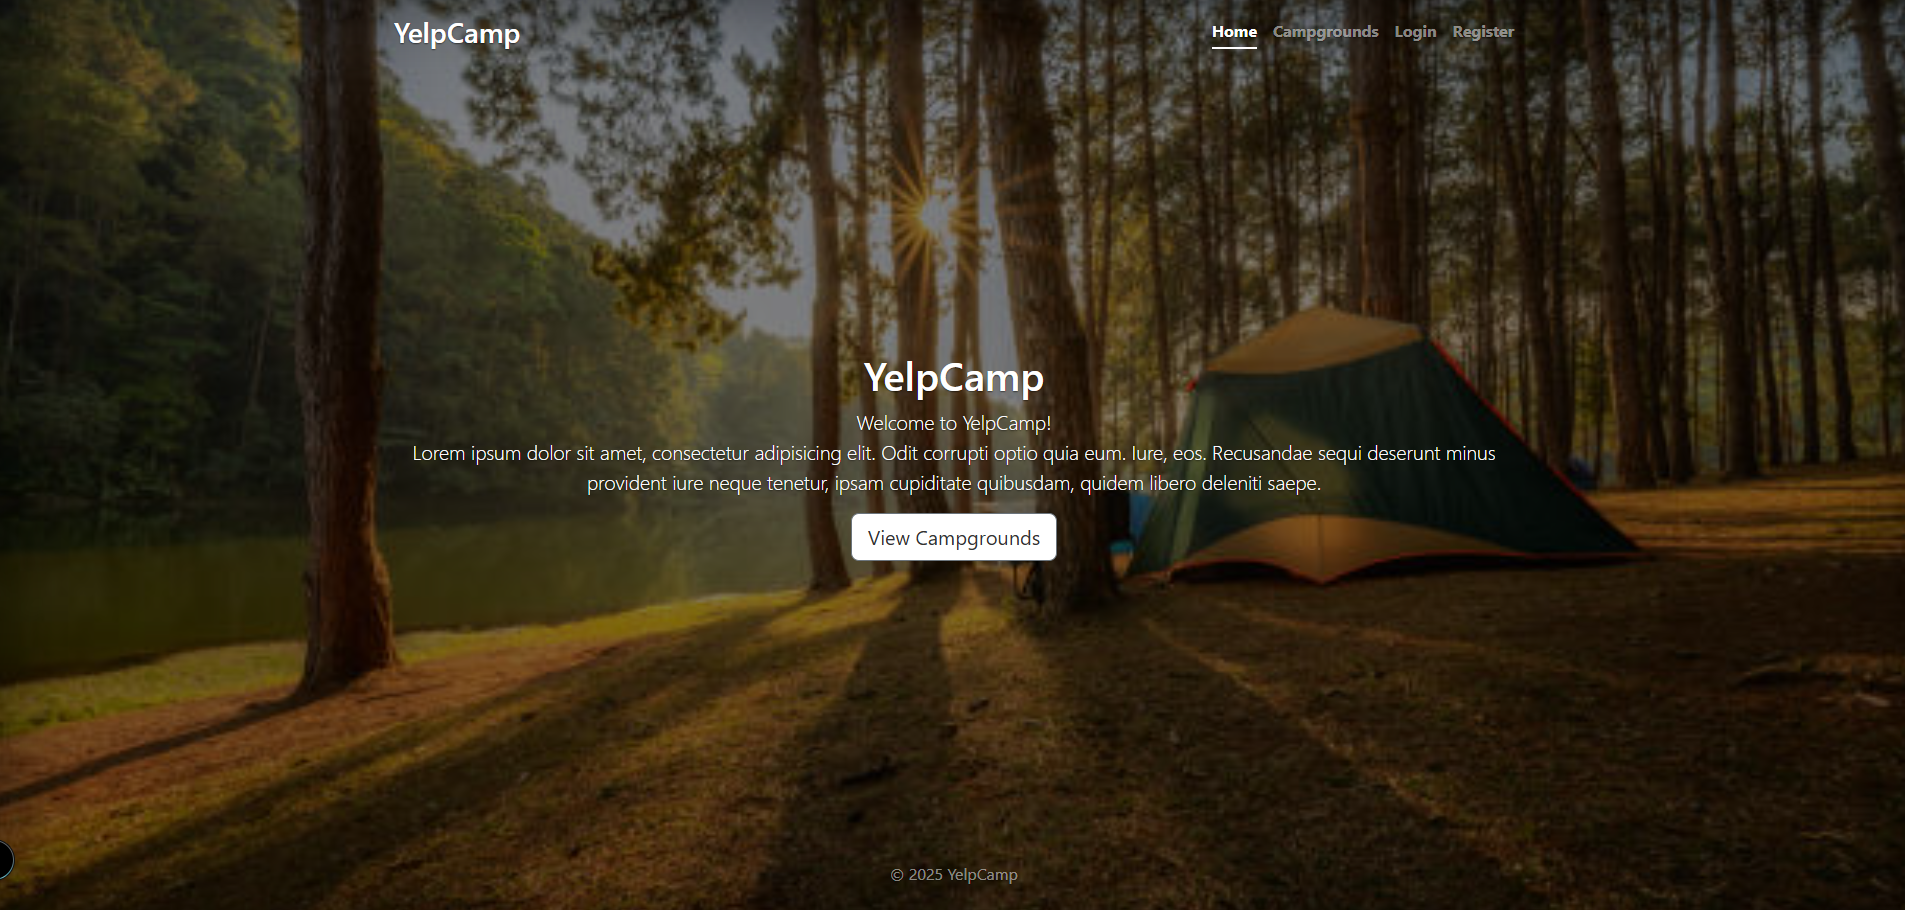 YelpCamp
Home Campgrounds Login Register
YelpCamp
Welcome to YelpCamp!
Lorem ipsum dolor sit amet, consectetur adipisicing elit. Odit corrupti optio quia eum. Iure, eos. Recusandae sequi deserunt minus
provident iure neque tenetur, ipsam cupiditate quibusdam, quidem libero deleniti saepe.
View Campgrounds
© 2025 YelpCamp